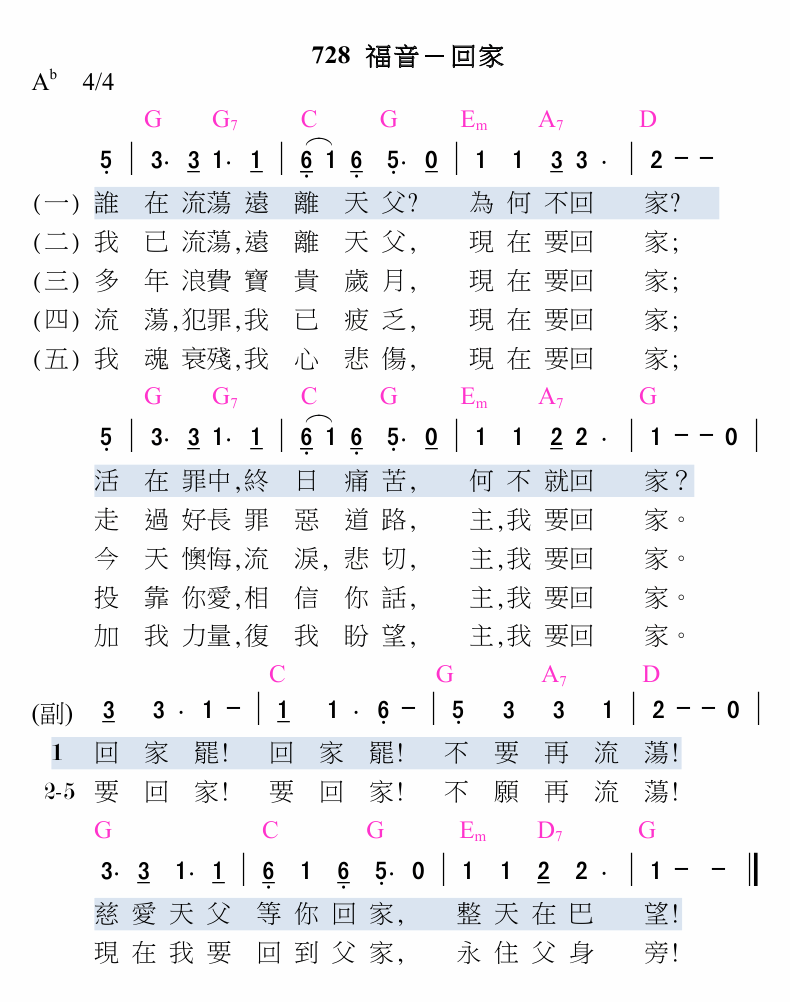 728 福音－回家
A♭ 4/4
G G7 C G Em A7 D
5 | 3· 3 1· 1 | 6 1 6 5· 0 | 1 1 3 3 · | 2 － －
(一) 誰在流蕩遠離天父? 為何不回家?
(二) 我已流蕩,遠離天父, 現在要回家;
(三) 多年浪費寶貴歲月, 現在要回家;
(四) 流蕩,犯罪,我已疲乏, 現在要回家;
(五) 我魂衰殘,我心悲傷, 現在要回家;
G G7 C G Em A7 G
5 | 3· 3 1· 1 | 6 1 6 5· 0 | 1 1 2 2 · | 1 － － 0 |
活在罪中,終日痛苦, 何不就回家?
走過好長罪惡道路, 主,我要回家。
今天懊悔,流淚,悲切, 主,我要回家。
投靠你愛,相信你話, 主,我要回家。
加我力量,復我盼望, 主,我要回家。
C G A7 D
(副) 3 3 · 1 － | 1 1 · 6 － | 5 3 3 1 | 2 － － 0 |
1 回家罷! 回家罷! 不要再流蕩!
2-5 要回家! 要回家! 不願再流蕩!
G C G Em D7 G
3· 3 1· 1 | 6 1 6 5· 0 | 1 1 2 2 · | 1 － － ‖
慈愛天父等你回家, 整天在巴望!
現在我要回到父家, 永住父身旁!